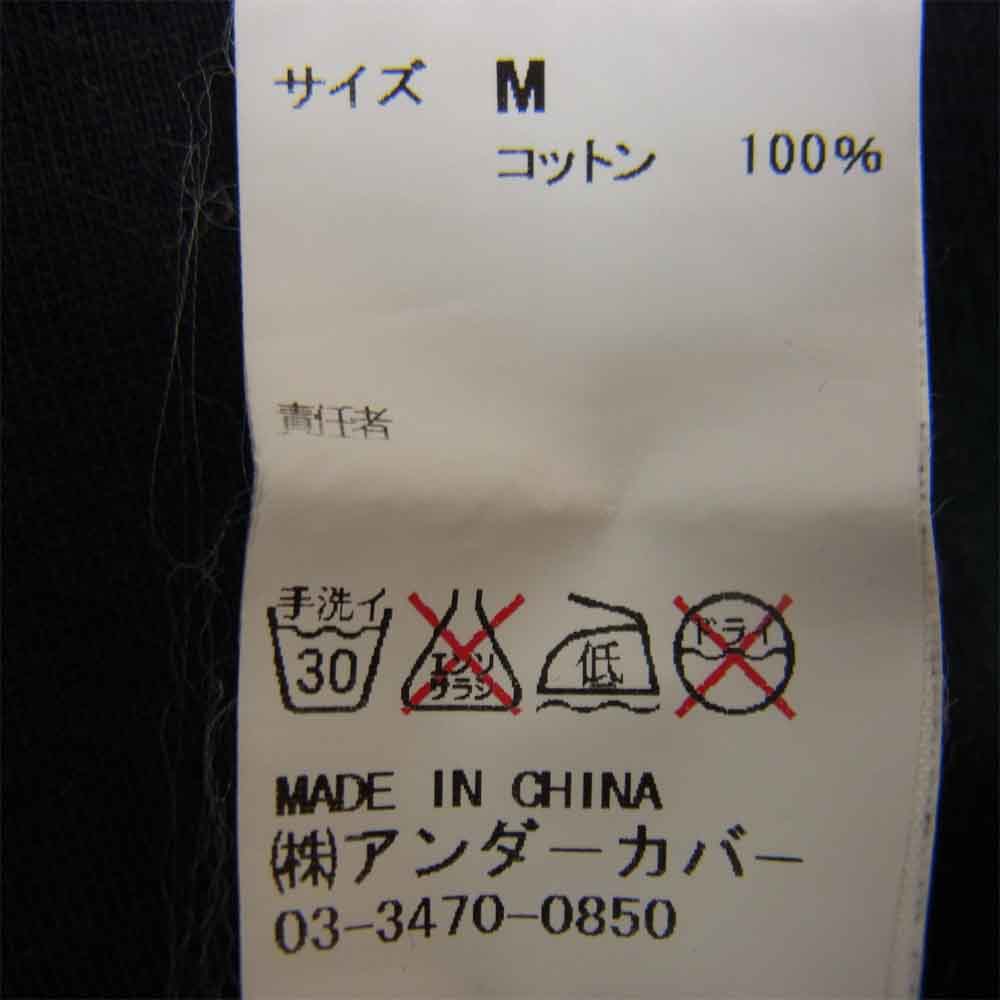 サイズ M
コットン 100%
責任者
手洗イ
30
エンソ
サラシ
低
ドライ
MADE IN CHINA
㈱アンダーカバー
03-3470-0850